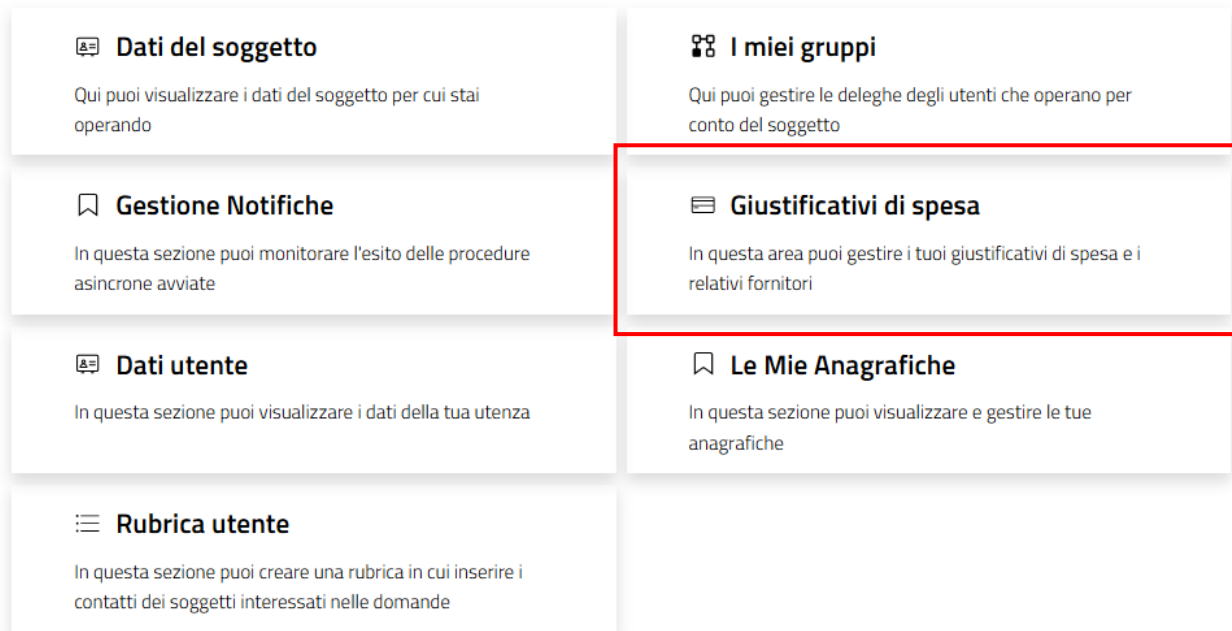 Dati del soggetto
Qui puoi visualizzare i dati del soggetto per cui stai
operando
I miei gruppi
Qui puoi gestire le deleghe degli utenti che operano per
conto del soggetto
Gestione Notifiche
In questa sezione puoi monitorare l'esito delle procedure
asincrone avviate
Giustificativi di spesa
In questa area puoi gestire i tuoi giustificativi di spesa e i
relativi fornitori
Dati utente
In questa sezione puoi visualizzare i dati della tua utenza
Le Mie Anagrafiche
In questa sezione puoi visualizzare e gestire le tue
anagrafiche
Rubrica utente
In questa sezione puoi creare una rubrica in cui inserire i
contatti dei soggetti interessati nelle domande